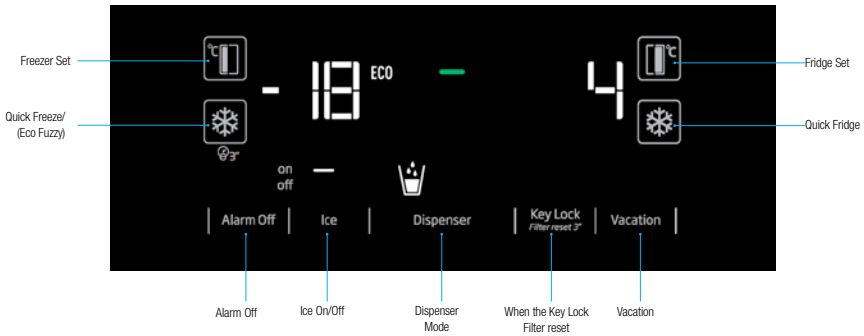 °C
Freezer Set
- 18 ECO
4
°C
Fridge Set
Quick Freeze/
(Eco Fuzzy)
3"
Quick Fridge
on
off
Alarm Off
Ice
Dispenser
Key Lock
Filter reset 3"
Vacation
Alarm Off
Ice On/Off
Dispenser
Mode
When the Key Lock
Filter reset
Vacation